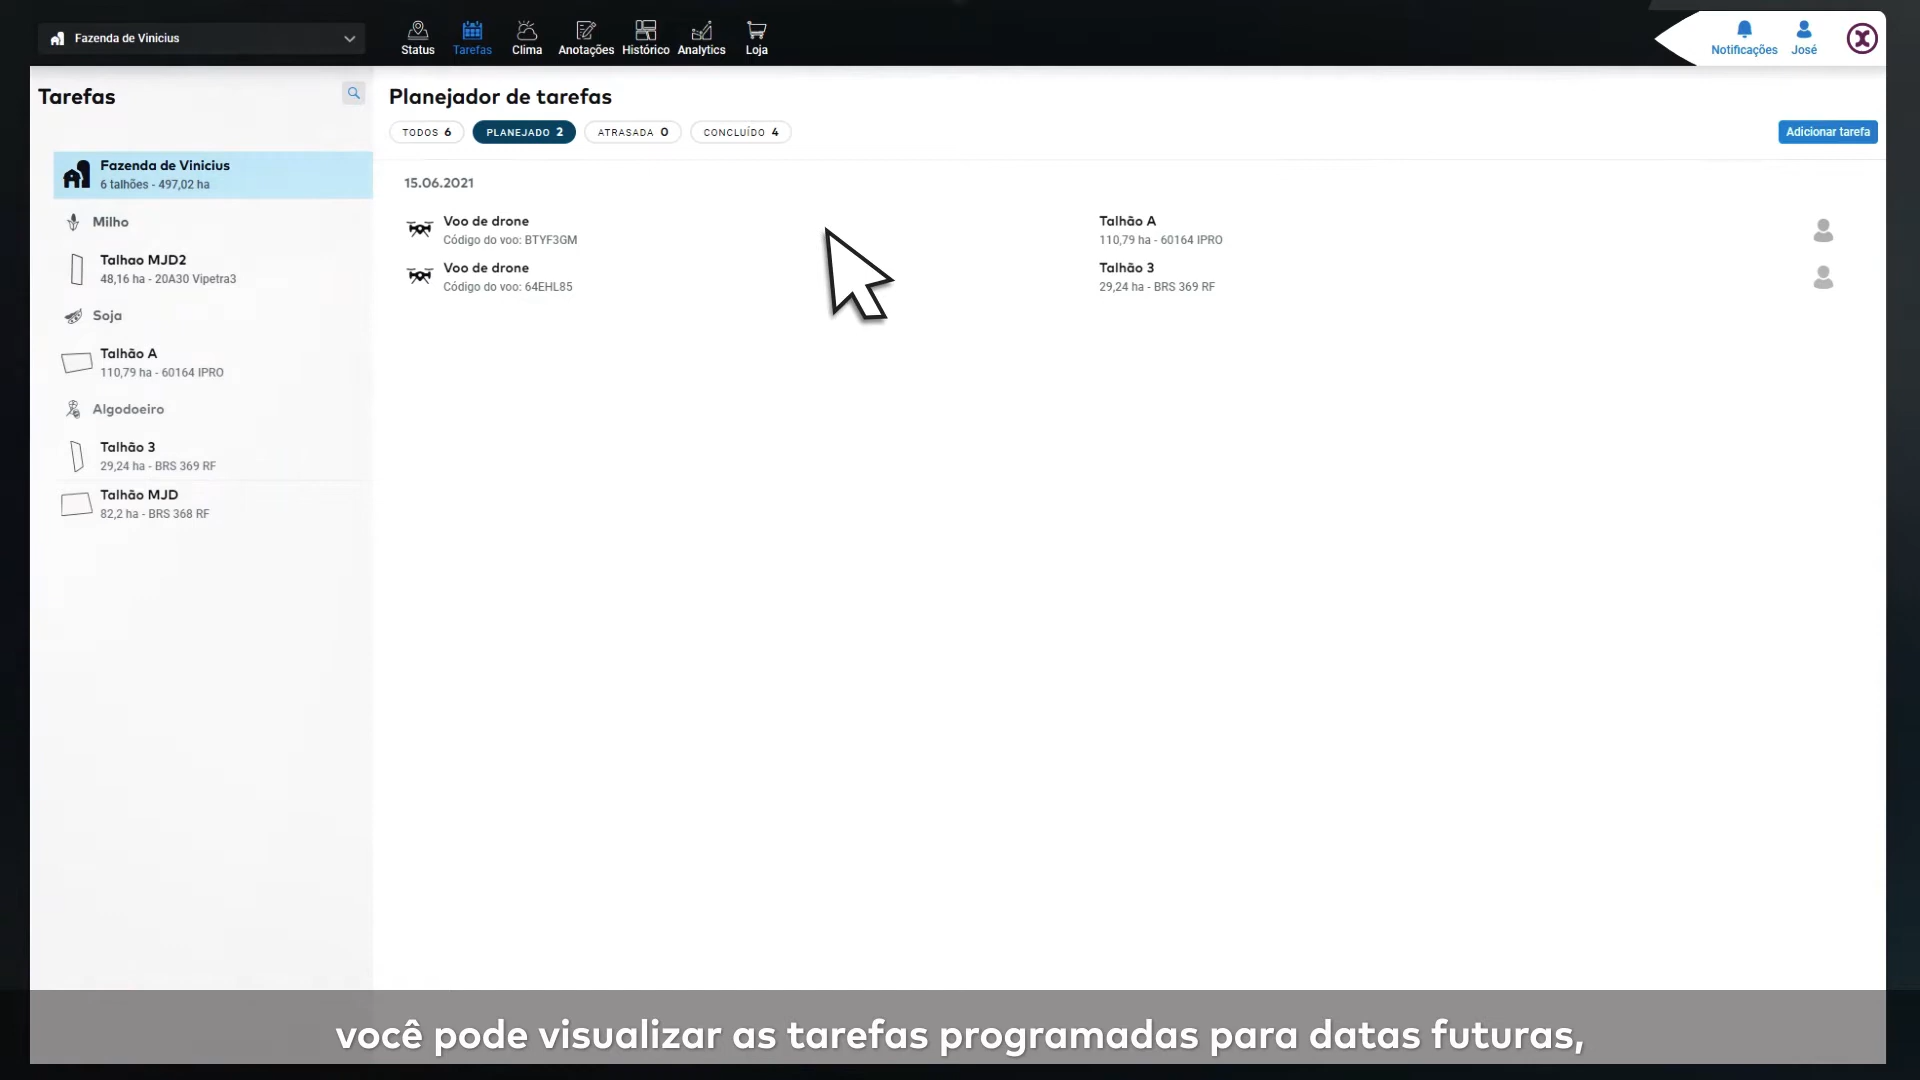 Fazenda de Vinicius
Status
Tarefas
Clima
Anotações
Histórico
Analytics
Loja
Notificações
José
Tarefas
Fazenda de Vinicius
6 talhões - 497,02 ha
Milho
Talhao MJD2
48,16 ha - 20A30 Vipetra3
Soja
Talhão A
110,79 ha - 60164 IPRO
Algodoeiro
Talhão 3
29,24 ha - BRS 369 RF
Talhão MJD
82,2 ha - BRS 368 RF
Planejador de tarefas
TODOS 6
PLANEJADO 2
ATRASADA 0
CONCLUÍDO 4
Adicionar tarefa
15.06.2021
Voo de drone
Código do voo: BTYF3GM
Talhão A
110,79 ha - 60164 IPRO
Voo de drone
Código do voo: 64EHL85
Talhão 3
29,24 ha - BRS 369 RF
você pode visualizar as tarefas programadas para datas futuras,